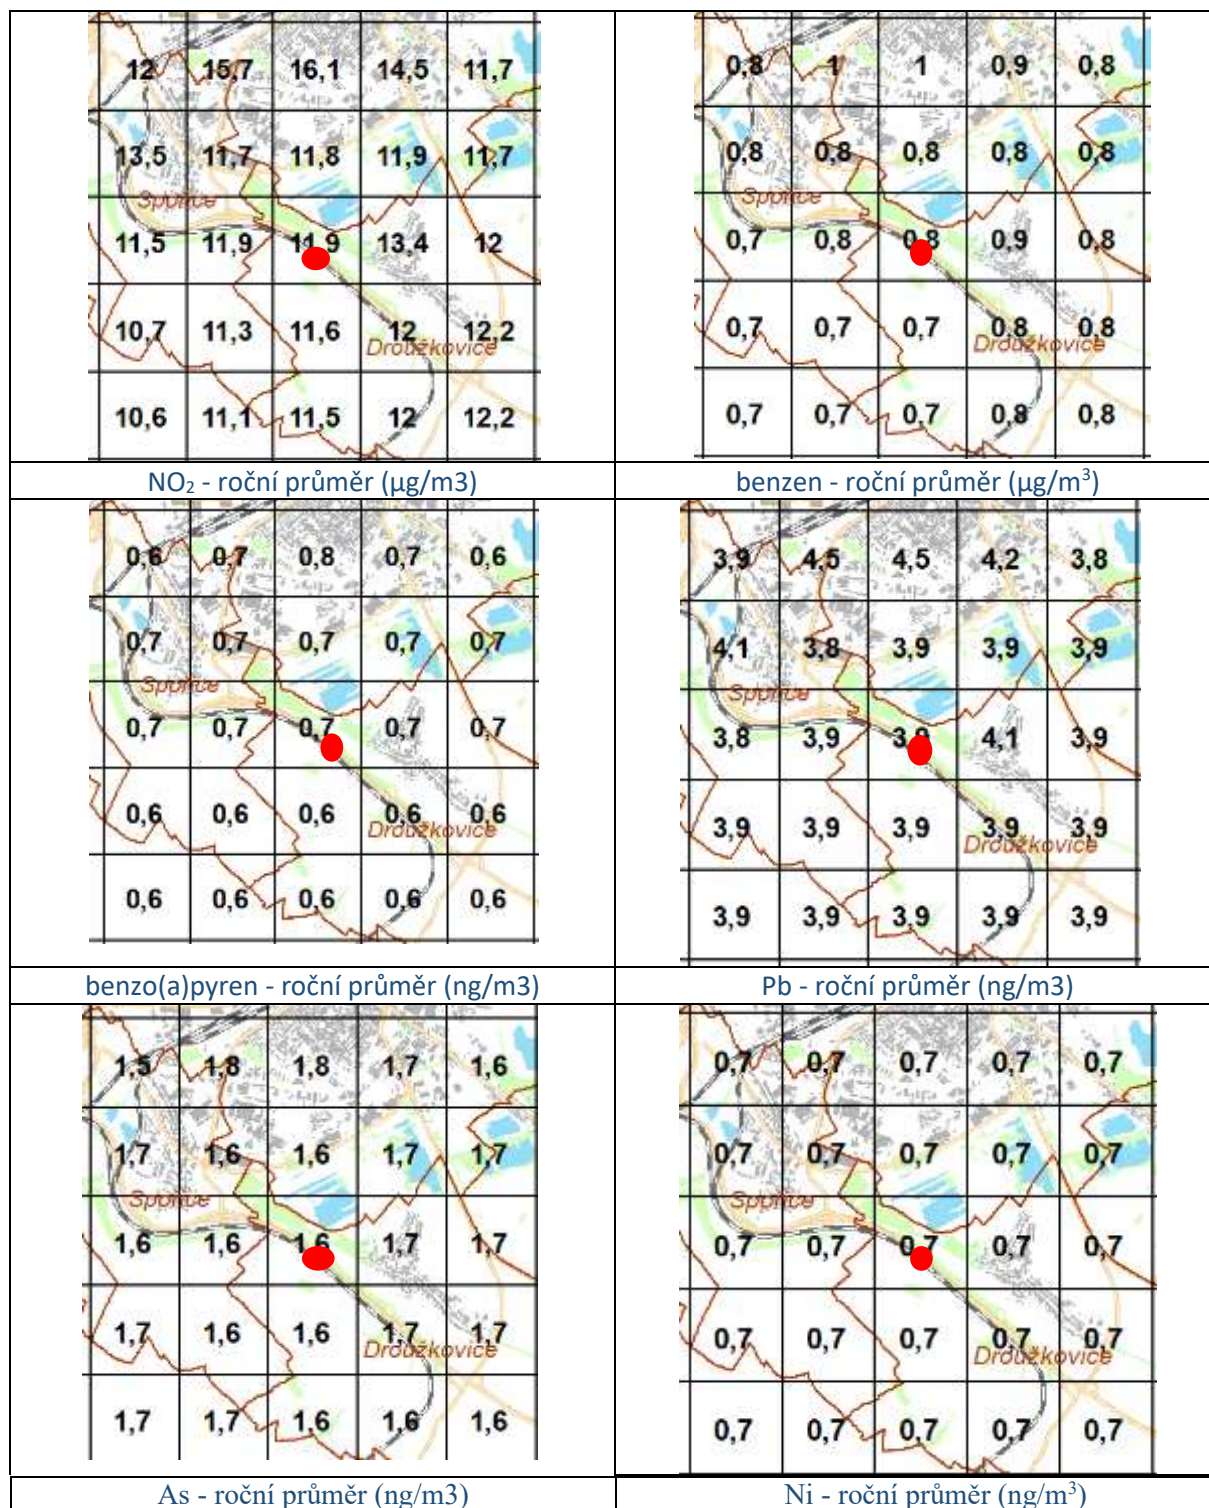 12 15,7 16,1 14,5 11,7
13,5 11,7 11,8 11,9 11,7
Spořice
11,5 11,9 11,9 13,4 12
10,7 11,3 11,6 12 12,2
Droužkovice
10,6 11,1 11,5 12 12,2
NO₂ - roční průměr (µg/m3)
0,8 1 1 0,9 0,8
0,8 0,8 0,8 0,8 0,8
Spořice
0,7 0,8 0,8 0,9 0,8
0,7 0,7 0,7 0,8 0,8
Droužkovice
0,7 0,7 0,7 0,8 0,8
benzen - roční průměr (µg/m³)
0,6 0,7 0,8 0,7 0,6
0,7 0,7 0,7 0,7 0,7
Spořice
0,7 0,7 0,7 0,7 0,7
0,6 0,6 0,6 0,6 0,6
Droužkovice
0,6 0,6 0,6 0,6 0,6
benzo(a)pyren - roční průměr (ng/m3)
3,9 4,5 4,5 4,2 3,8
4,1 3,8 3,9 3,9 3,9
Spořice
3,8 3,9 3,9 4,1 3,9
3,9 3,9 3,9 3,9 3,9
Droužkovice
3,9 3,9 3,9 3,9 3,9
Pb - roční průměr (ng/m3)
1,5 1,8 1,8 1,7 1,6
1,7 1,6 1,6 1,7 1,7
Spořice
1,6 1,6 1,6 1,7 1,7
1,7 1,6 1,6 1,7 1,7
Droužkovice
1,7 1,7 1,6 1,6 1,6
As - roční průměr (ng/m3)
0,7 0,7 0,7 0,7 0,7
0,7 0,7 0,7 0,7 0,7
Spořice
0,7 0,7 0,7 0,7 0,7
0,7 0,7 0,7 0,7 0,7
Droužkovice
0,7 0,7 0,7 0,7 0,7
Ni - roční průměr (ng/m³)